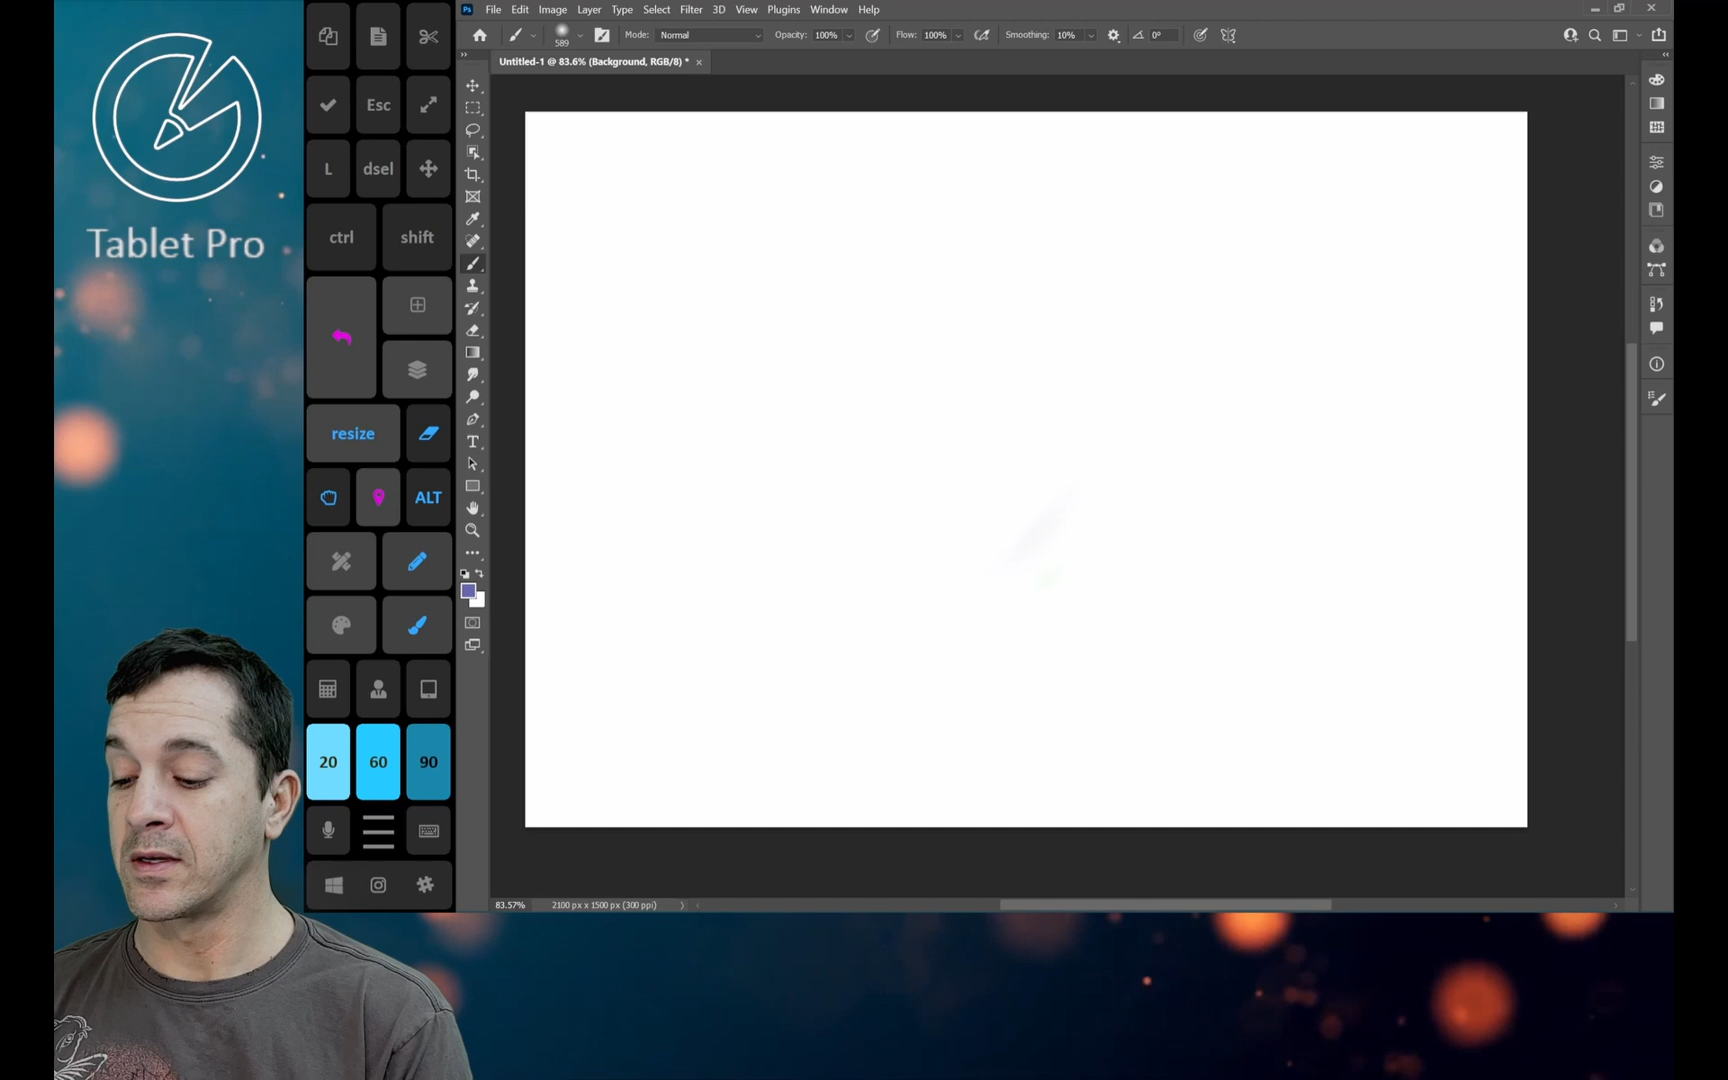 Tablet Pro
Esc
L
dsel
ctrl
shift
resize
ALT
20
60
90
Ps
File Edit Image Layer Type Select Filter 3D View Plugins Window Help
589
Mode: Normal
Opacity: 100%
Flow: 100%
Smoothing: 10%
0°
Untitled-1 @ 83.6% (Background, RGB/8) *
T
83.57%
2100 px x 1500 px (300 ppi)